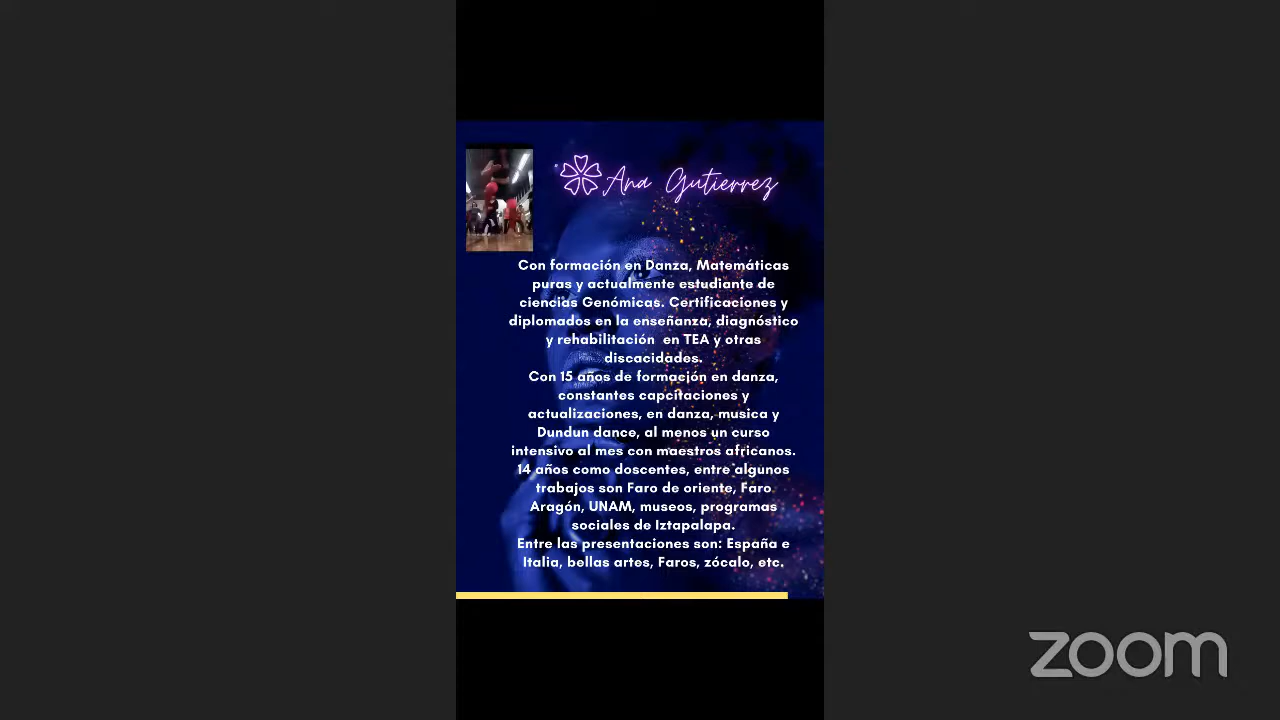 Ana Gutierrez
Con formación en Danza, Matemáticas
puras y actualmente estudiante de
ciencias Genómicas. Certificaciones y
diplomados en la enseñanza, diagnóstico
y rehabilitación en TEA y otras
discacidades.
Con 15 años de formación en danza,
constantes capcitaciones y
actualizaciones, en danza, musica y
Dundun dance, al menos un curso
intensivo al mes con maestros africanos.
14 años como doscentes, entre algunos
trabajos son Faro de oriente, Faro
Aragón, UNAM, museos, programas
sociales de Iztapalapa.
Entre las presentaciones son: España e
Italia, bellas artes, Faros, zócalo, etc.
zoom